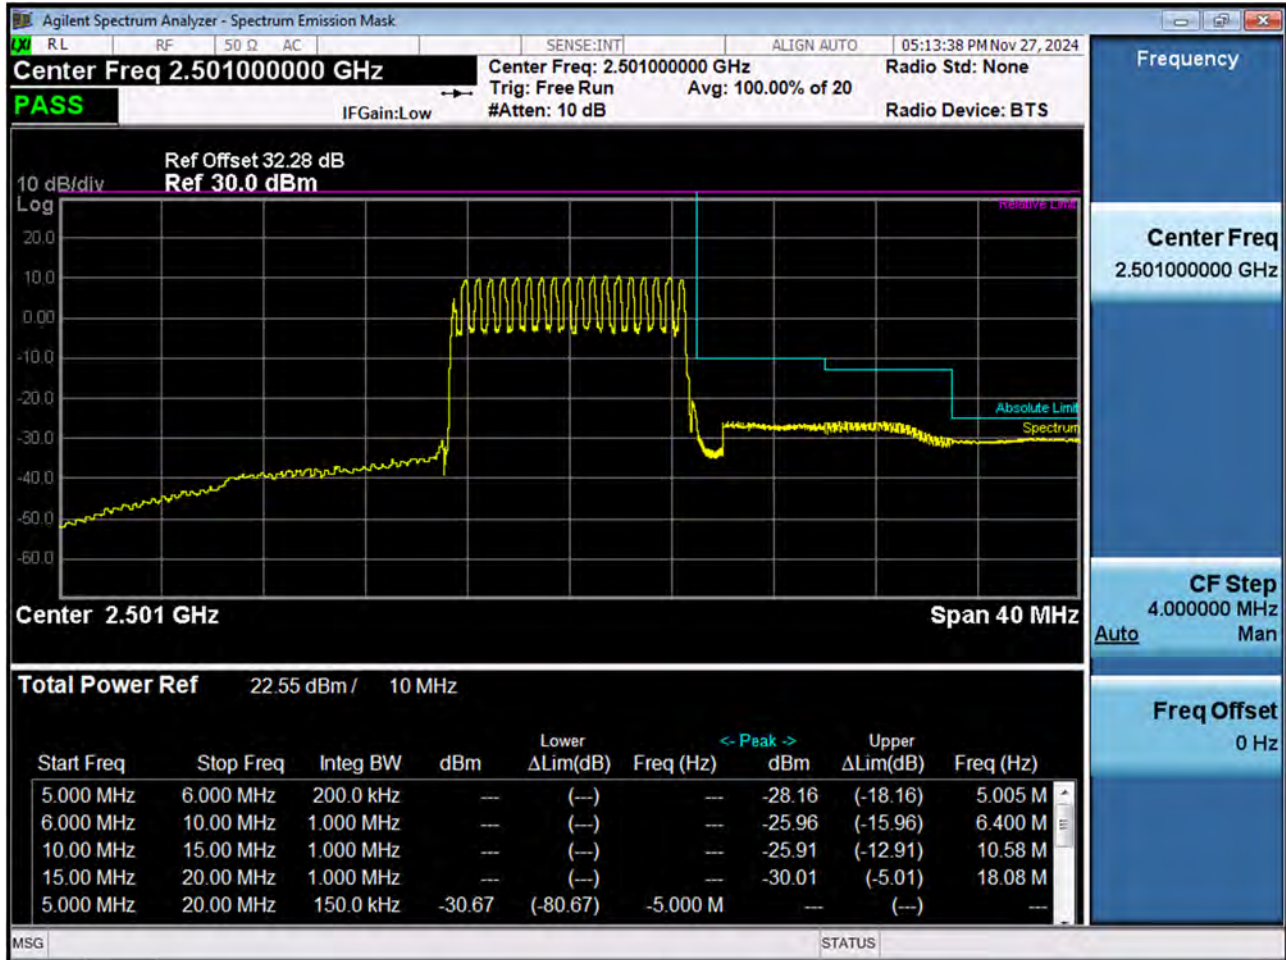 Agilent Spectrum Analyzer - Spectrum Emission Mask
LXI RL RF 50 Ω AC SENSE:INT ALIGN AUTO 05:13:38 PM Nov 27, 2024
Center Freq 2.501000000 GHz
Center Freq: 2.501000000 GHz Radio Std: None
Trig: Free Run Avg: 100.00% of 20
PASS IFGain:Low #Atten: 10 dB Radio Device: BTS
Ref Offset 32.28 dB
10 dB/div Ref 30.0 dBm
Log
Relative Limit
20.0
10.0
0.00
-10.0
-20.0
Absolute Limit
Spectrum
-30.0
-40.0
-50.0
-60.0
Center 2.501 GHz Span 40 MHz
Total Power Ref 22.55 dBm / 10 MHz
Lower <- Peak -> Upper
Start Freq Stop Freq Integ BW dBm ΔLim(dB) Freq (Hz) dBm ΔLim(dB) Freq (Hz)
5.000 MHz 6.000 MHz 200.0 kHz --- (---) --- -28.16 (-18.16) 5.005 M
6.000 MHz 10.00 MHz 1.000 MHz --- (---) --- -25.96 (-15.96) 6.400 M
10.00 MHz 15.00 MHz 1.000 MHz --- (---) --- -25.91 (-12.91) 10.58 M
15.00 MHz 20.00 MHz 1.000 MHz --- (---) --- -30.01 (-5.01) 18.08 M
5.000 MHz 20.00 MHz 150.0 kHz -30.67 (-80.67) -5.000 M --- (---) ---
MSG STATUS
Frequency
Center Freq
2.501000000 GHz
CF Step
4.000000 MHz
Auto Man
Freq Offset
0 Hz